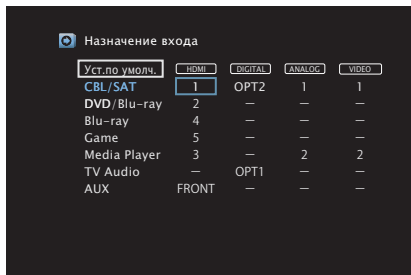 Назначение входа
Уст.по умолч. HDMI DIGITAL ANALOG VIDEO
CBL/SAT 1 OPT2 1 1
DVD/Blu-ray 2 — — —
Blu-ray 4 — — —
Game 5 — — —
Media Player 3 — 2 2
TV Audio — OPT1 — —
AUX FRONT — — —